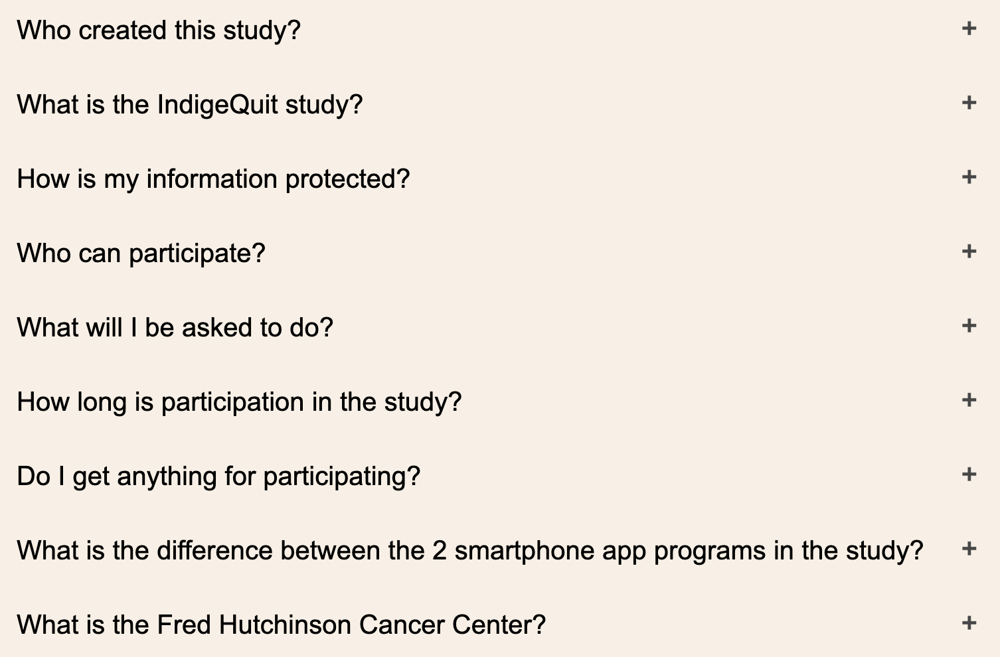 Who created this study? +
What is the IndigeQuit study? +
How is my information protected? +
Who can participate? +
What will I be asked to do? +
How long is participation in the study? +
Do I get anything for participating? +
What is the difference between the 2 smartphone app programs in the study? +
What is the Fred Hutchinson Cancer Center? +